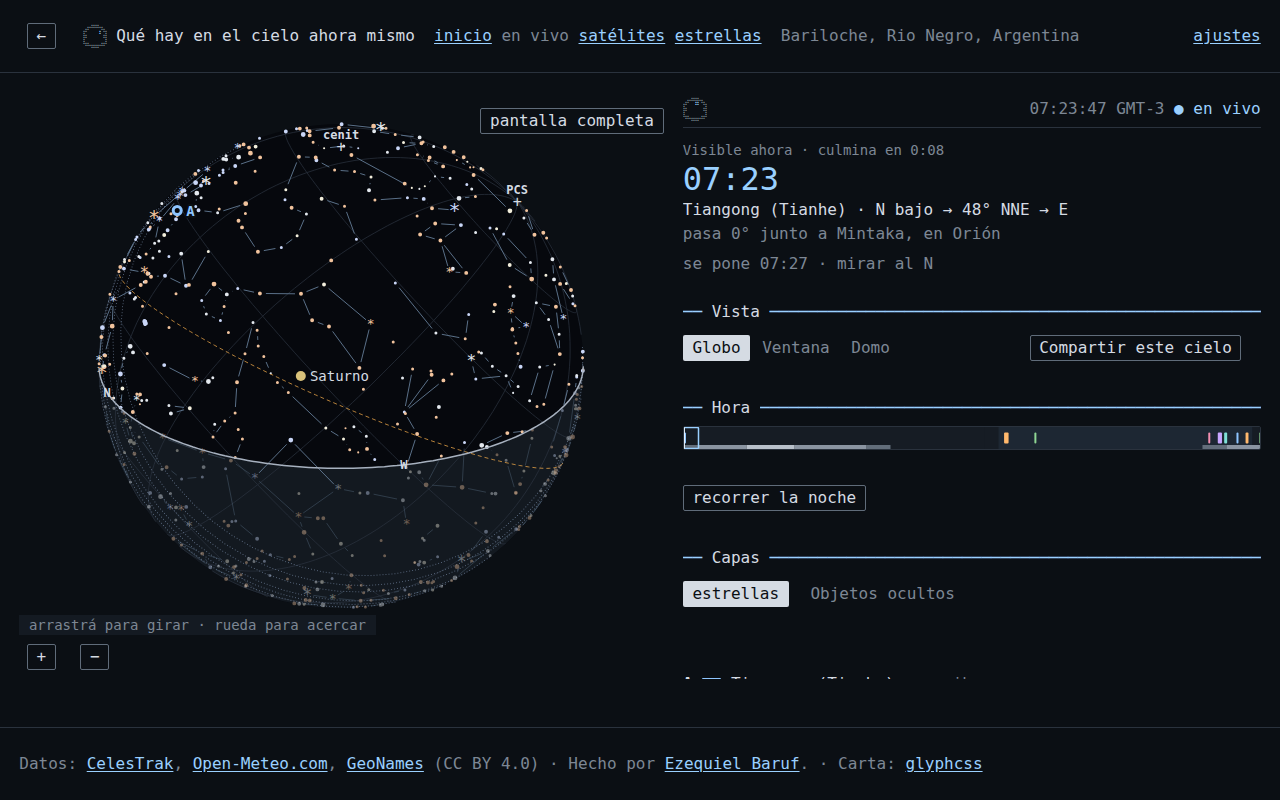 ← Qué hay en el cielo ahora mismo inicio en vivo satélites estrellas Bariloche, Rio Negro, Argentina ajustes
pantalla completa
cenit
PCS
A
Saturno
N
W
arrastrá para girar · rueda para acercar
+ −
07:23:47 GMT-3 ● en vivo
Visible ahora · culmina en 0:08
07:23
Tiangong (Tianhe) · N bajo → 48° NNE → E
pasa 0° junto a Mintaka, en Orión
se pone 07:27 · mirar al N
Vista
Globo Ventana Domo Compartir este cielo
Hora
recorrer la noche
Capas
estrellas Objetos ocultos
Datos: CelesTrak, Open-Meteo.com, GeoNames (CC BY 4.0) · Hecho por Ezequiel Baruf. · Carta: glyphcss